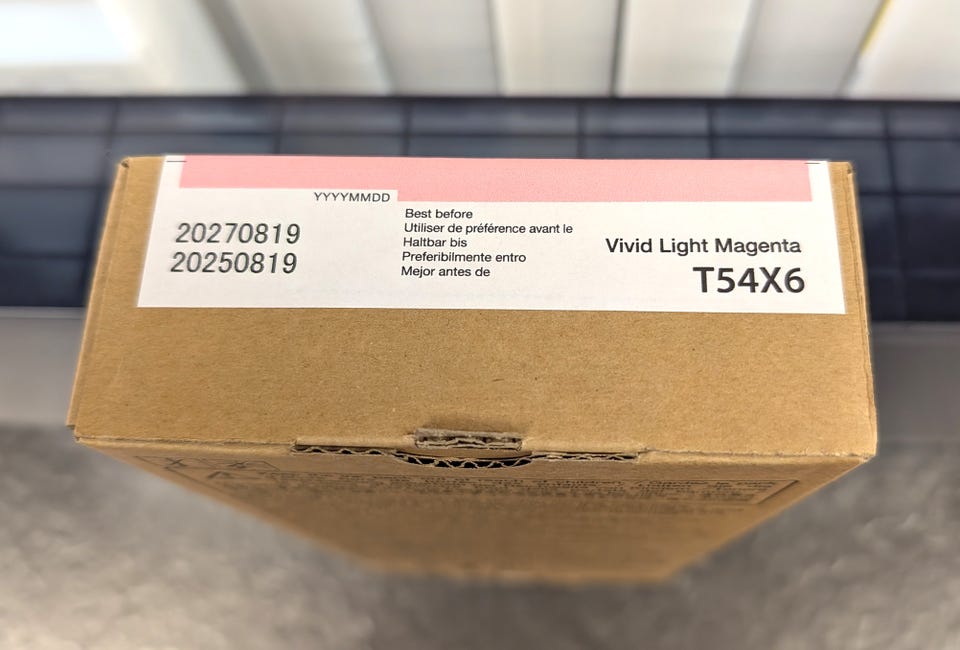 YYYYMMDD
20270819
20250819
Best before
Utiliser de préférence avant le
Haltbar bis
Preferibilmente entro
Mejor antes de
Vivid Light Magenta
T54X6